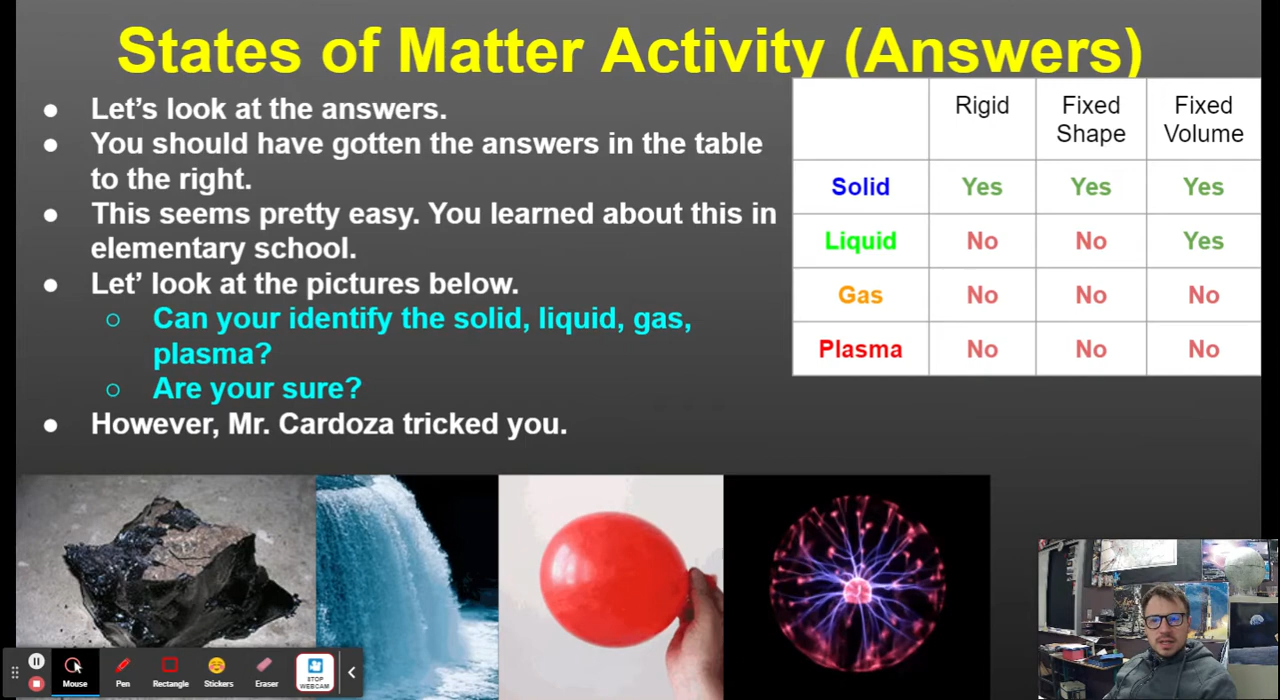 States of Matter Activity (Answers)
● Let's look at the answers.
● You should have gotten the answers in the table
to the right.
● This seems pretty easy. You learned about this in
elementary school.
● Let' look at the pictures below.
○ Can your identify the solid, liquid, gas,
plasma?
○ Are your sure?
● However, Mr. Cardoza tricked you.
Rigid Fixed Shape Fixed Volume
Solid Yes Yes Yes
Liquid No No Yes
Gas No No No
Plasma No No No
Mouse Pen Rectangle Stickers Eraser STOP WEBCAM